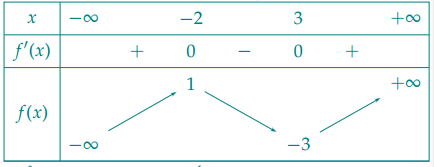 x −∞ −2 3 +∞
f′(x) + 0 − 0 +
1 +∞
f(x)
−∞ −3